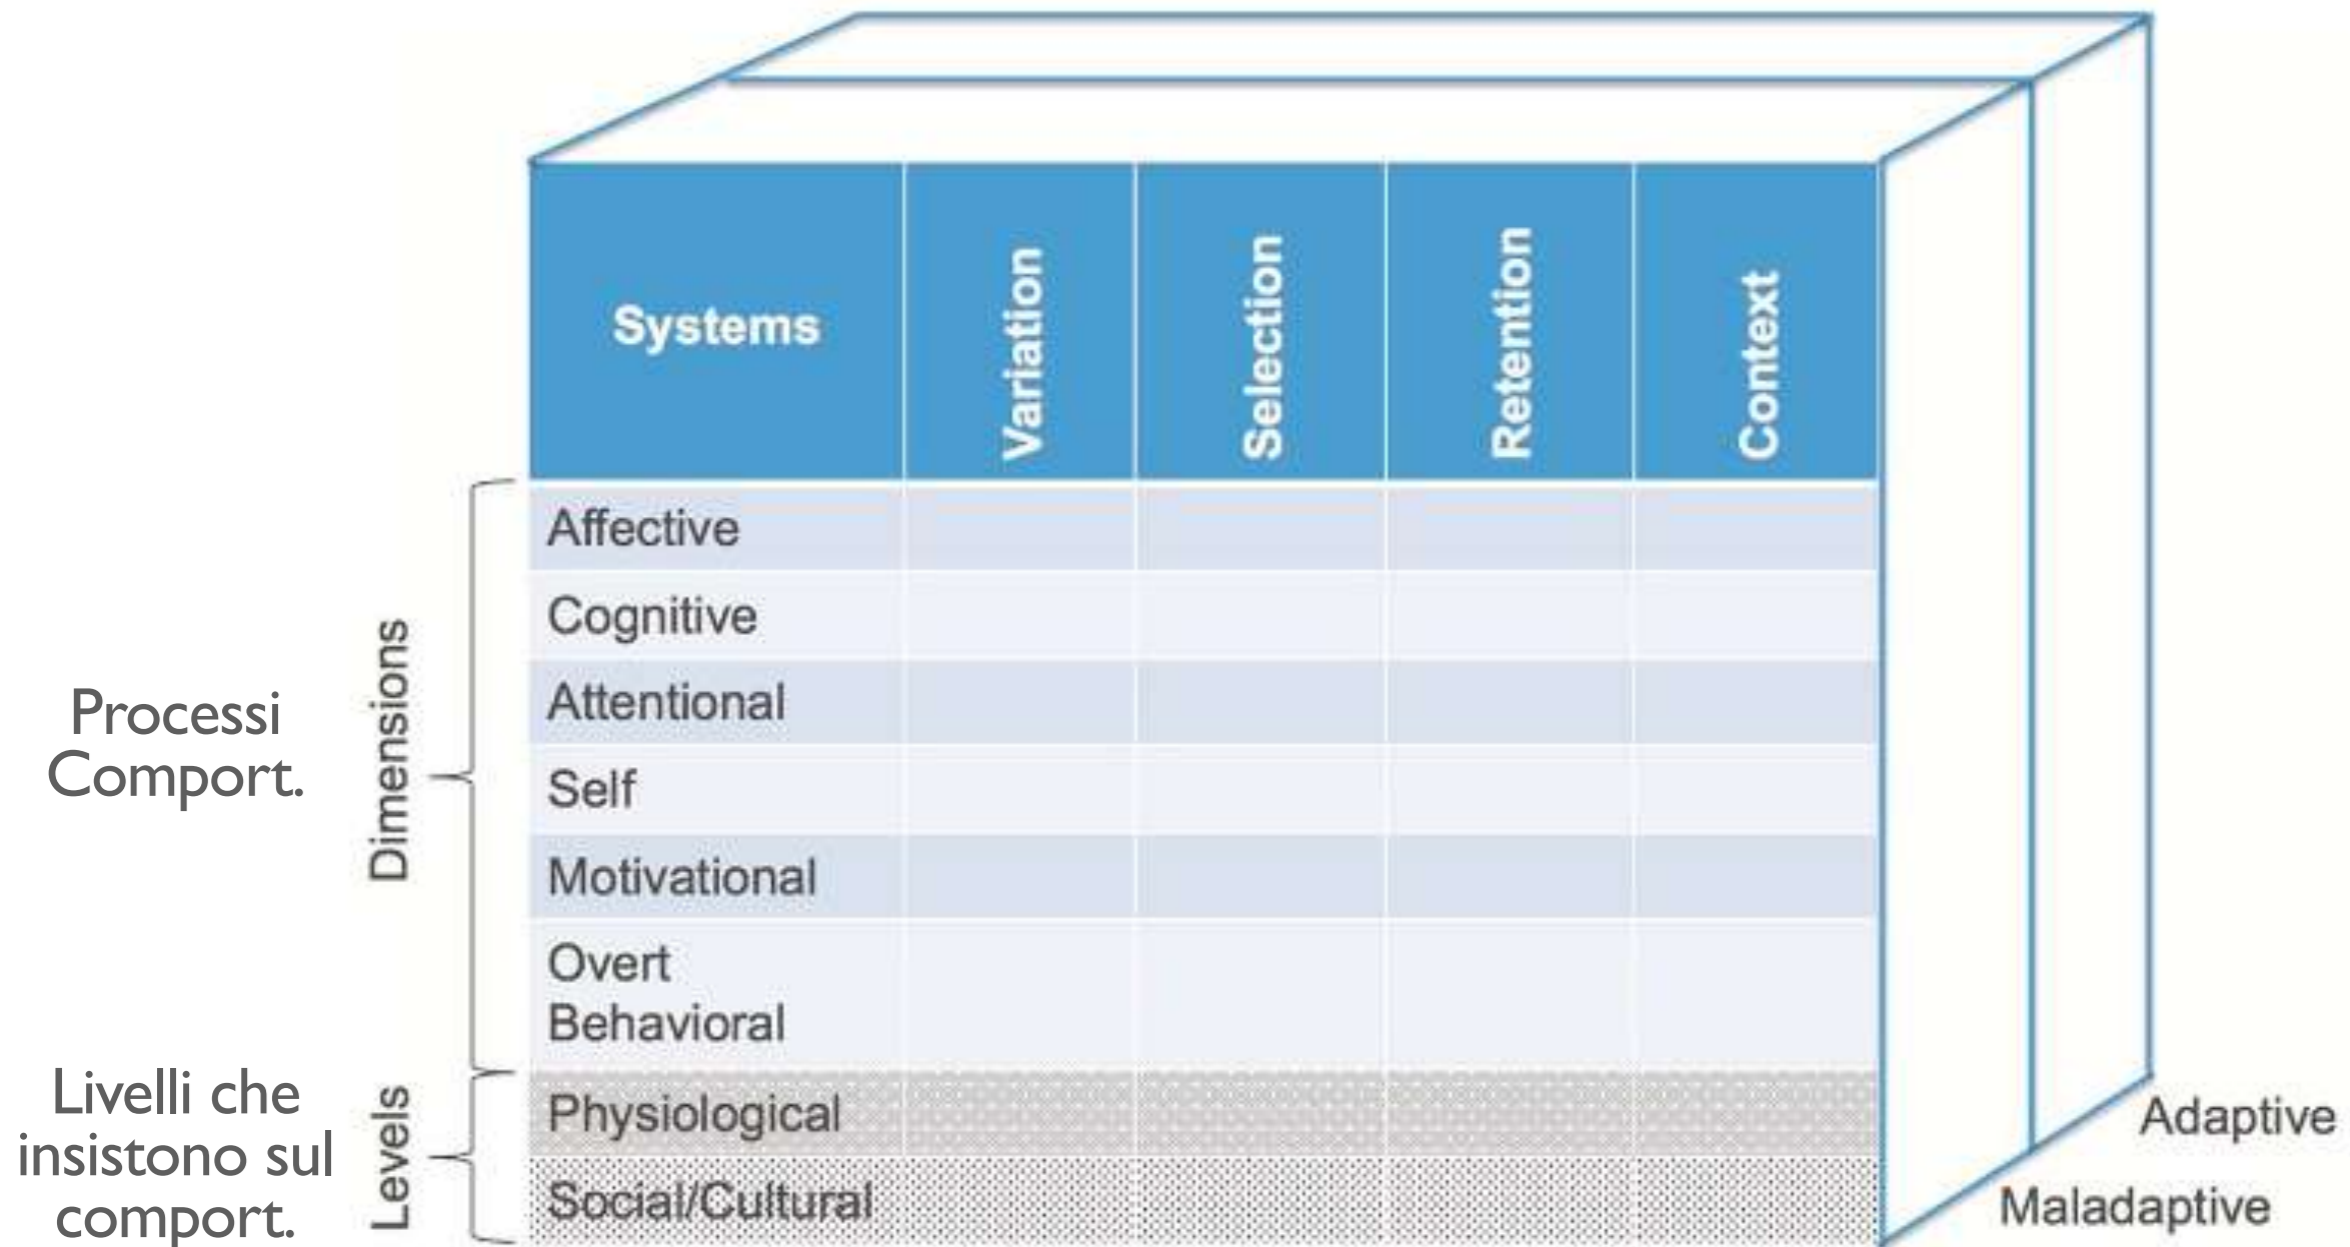 Systems
Variation
Selection
Retention
Context
Affective
Cognitive
Attentional
Self
Motivational
Overt
Behavioral
Physiological
Social/Cultural
Dimensions
Levels
Processi
Comport.
Livelli che
insistono sul
comport.
Adaptive
Maladaptive